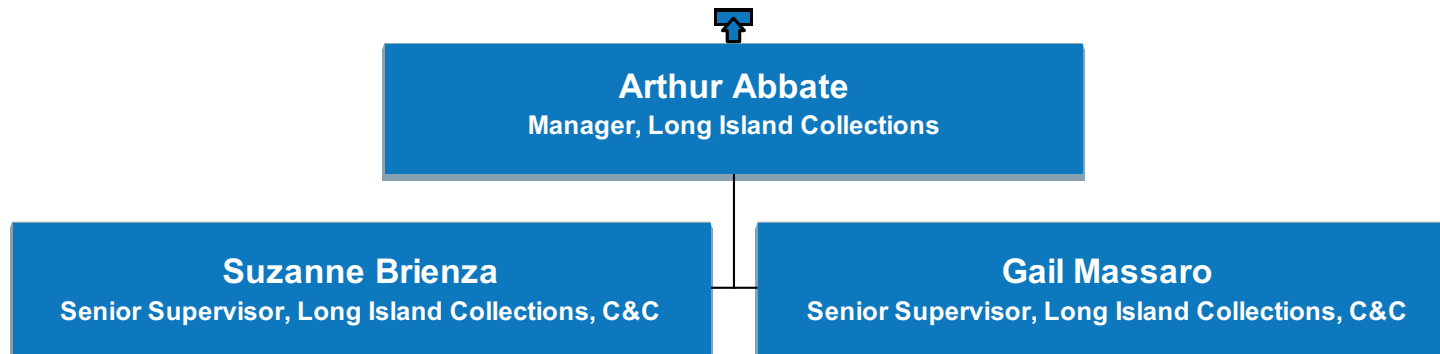 Arthur Abbate
Manager, Long Island Collections
Suzanne Brienza
Senior Supervisor, Long Island Collections, C&C
Gail Massaro
Senior Supervisor, Long Island Collections, C&C